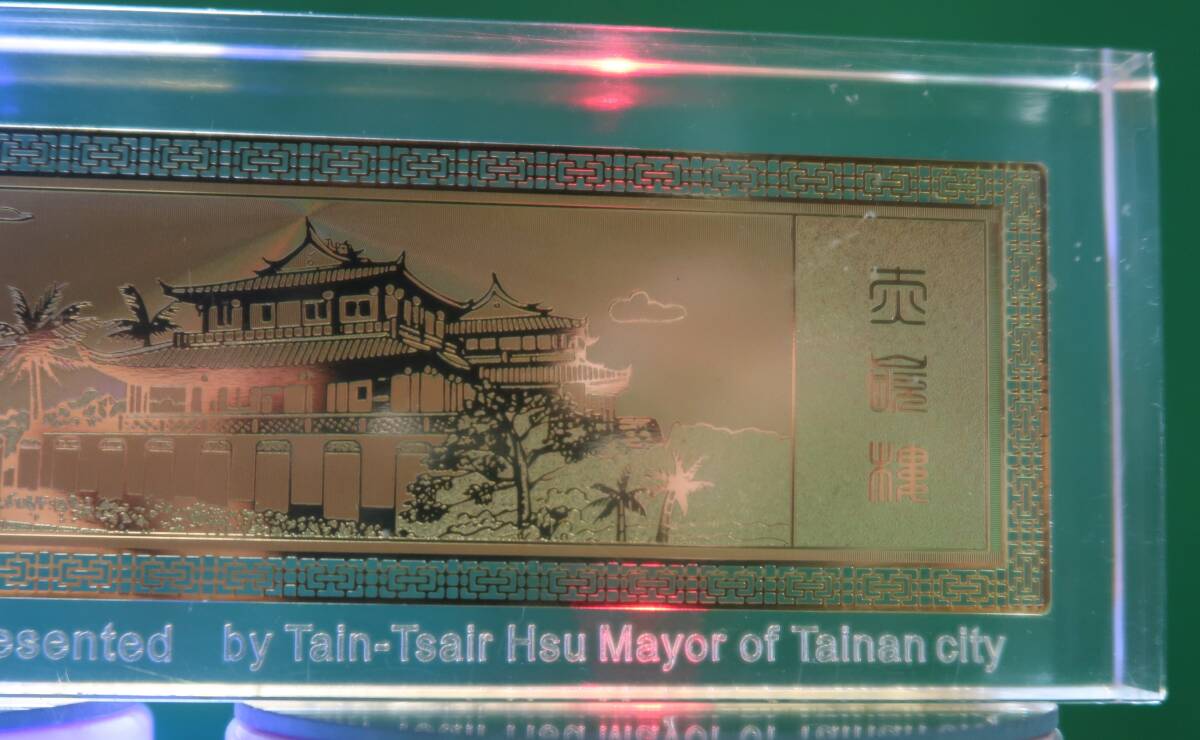 赤崁樓
esented by Tain-Tsair Hsu Mayor of Tainan city